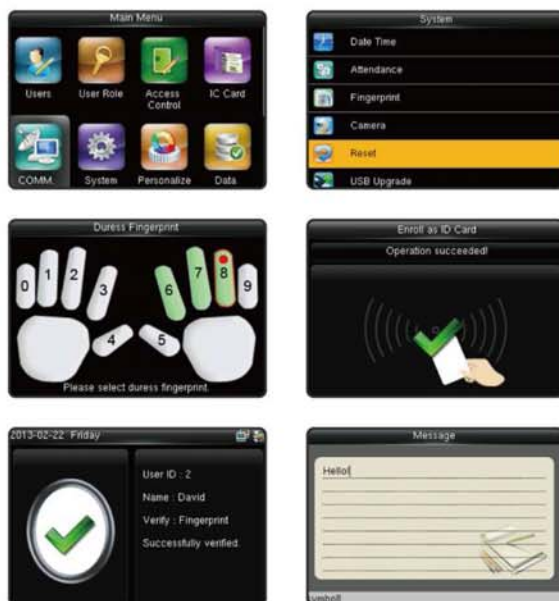 Main Menu
Users
User Role
Access
Control
IC Card
COMM.
System
Personalize
Data
System
Date Time
Attendance
Fingerprint
Camera
Reset
USB Upgrade
Duress Fingerprint
0 1 2 3 4 5 6 7 8 9
Please select duress fingerprint.
Enroll as ID Card
Operation succeeded!
2013-02-22 Friday
User ID : 2
Name : David
Verify : Fingerprint
Successfully verified.
Message
Hello!